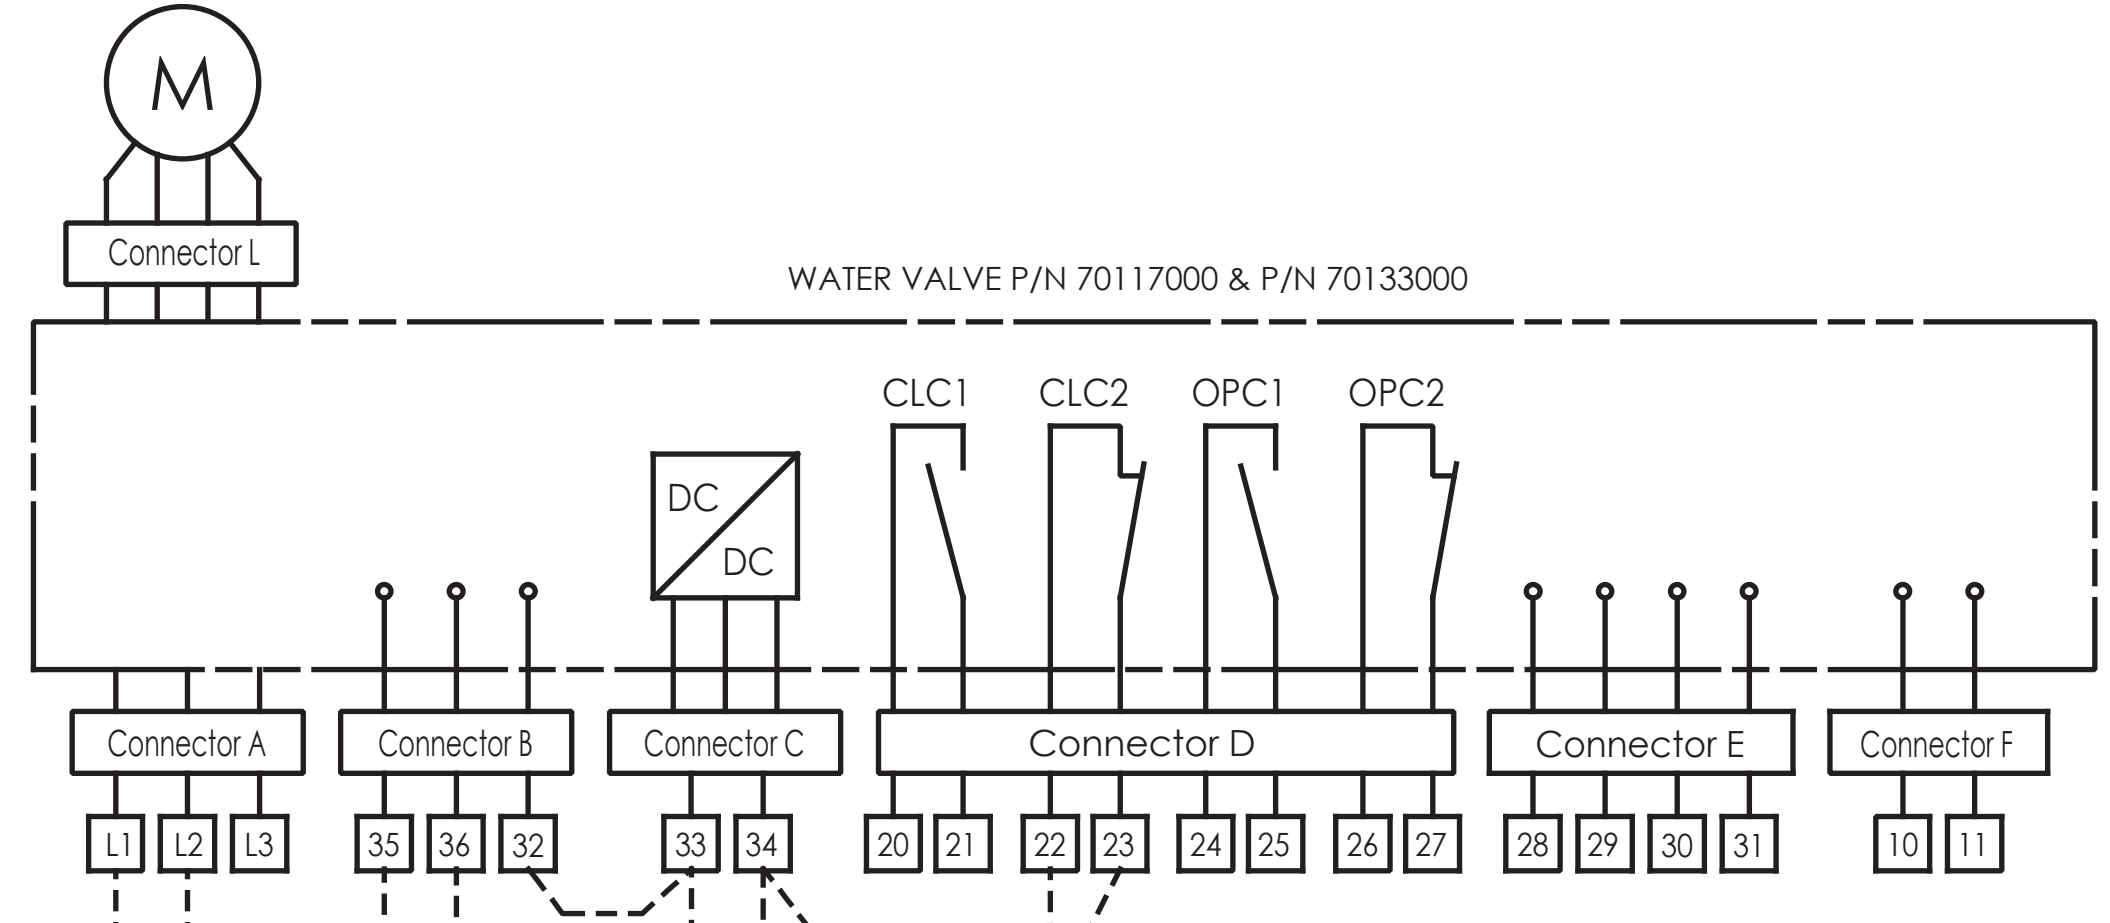 M
Connector L
WATER VALVE P/N 70117000 & P/N 70133000
CLC1 CLC2 OPC1 OPC2
DC
DC
Connector A Connector B Connector C Connector D Connector E Connector F
L1 L2 L3 35 36 32 33 34 20 21 22 23 24 25 26 27 28 29 30 31 10 11